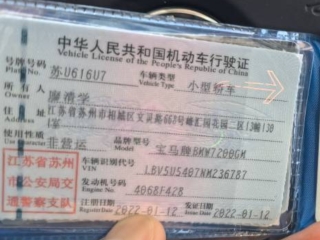 中华人民共和国机动车行驶证
Vehicle License of the People's Republic of China
号牌号码 苏U616U7 车辆类型 小型轿车
Plate No. Vehicle Type
所有人 廉清学
Owner
住址 江苏省苏州市相城区
使用性质 非营运 品牌型号 宝马牌BMW7200GM
Model
江苏省苏州
市公安局交
通警察支队
车辆识别代号 LBV5U5407NM236787
VIN
发动机号码 4068F428
Engine No.
注册日期 2022-01-12 发证日期 2022-01-12
Register Date Issue Date